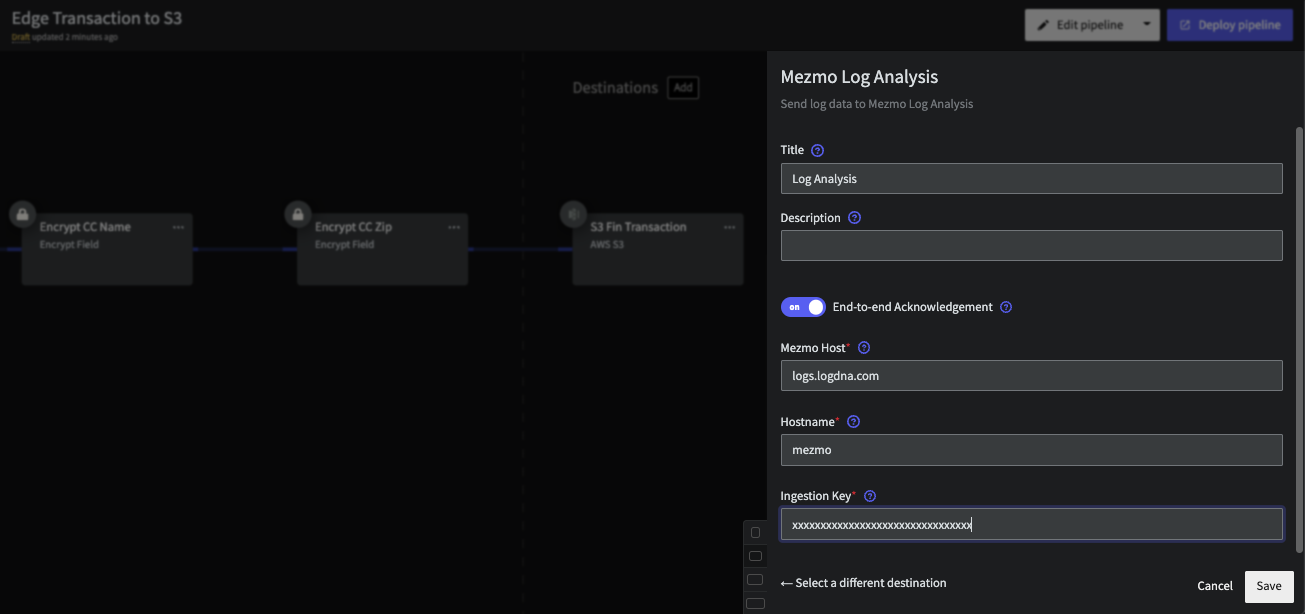 Edge Transaction to S3
Draft updated 2 minutes ago
Edit pipeline
Deploy pipeline
Destinations
Add
Encrypt CC Name
Encrypt Field
Encrypt CC Zip
Encrypt Field
S3 Fin Transaction
AWS S3
Mezmo Log Analysis
Send log data to Mezmo Log Analysis
Title
Log Analysis
Description
on End-to-end Acknowledgement
Mezmo Host*
logs.logdna.com
Hostname*
mezmo
Ingestion Key*
xxxxxxxxxxxxxxxxxxxxxxxxxxxxxxxx
← Select a different destination
Cancel
Save